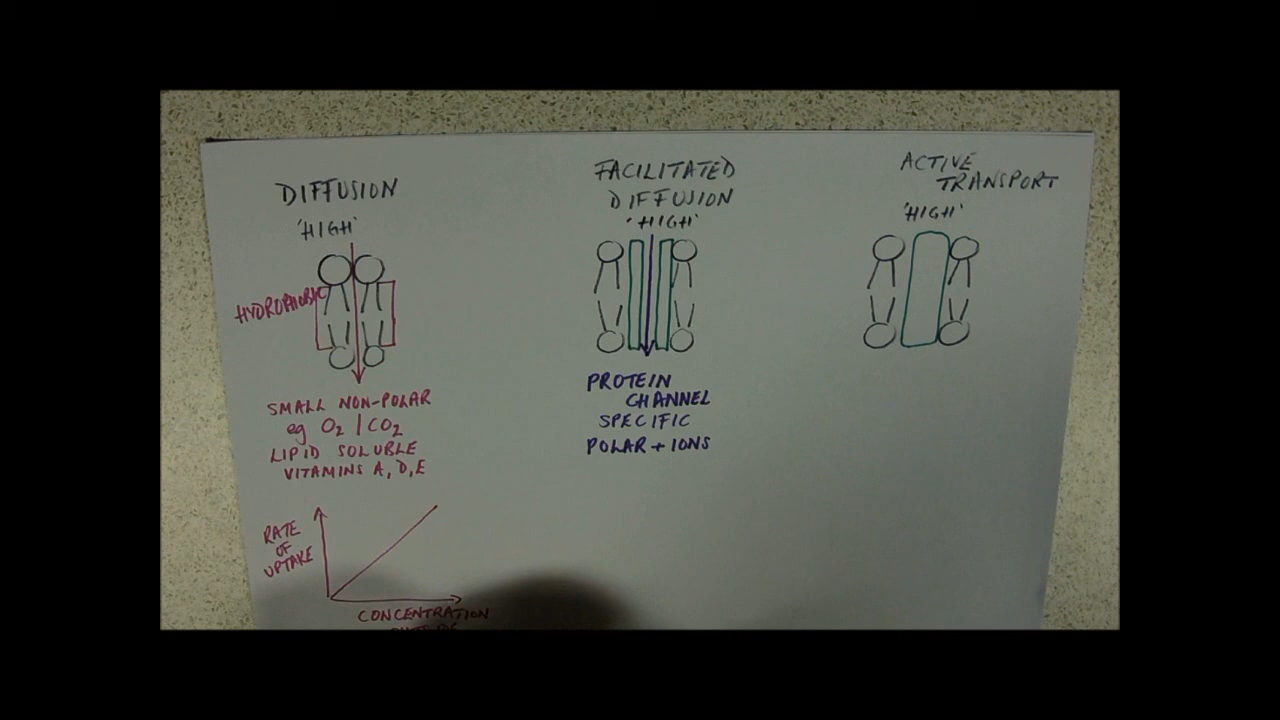 DIFFUSION
'HIGH'
HYDROPHOBIC
SMALL NON-POLAR
eg O₂ / CO₂
LIPID SOLUBLE
VITAMINS A, D, E
RATE
OF
UPTAKE
CONCENTRATION
FACILITATED
DIFFUSION
'HIGH'
PROTEIN
CHANNEL
SPECIFIC
POLAR + IONS
ACTIVE
TRANSPORT
'HIGH'